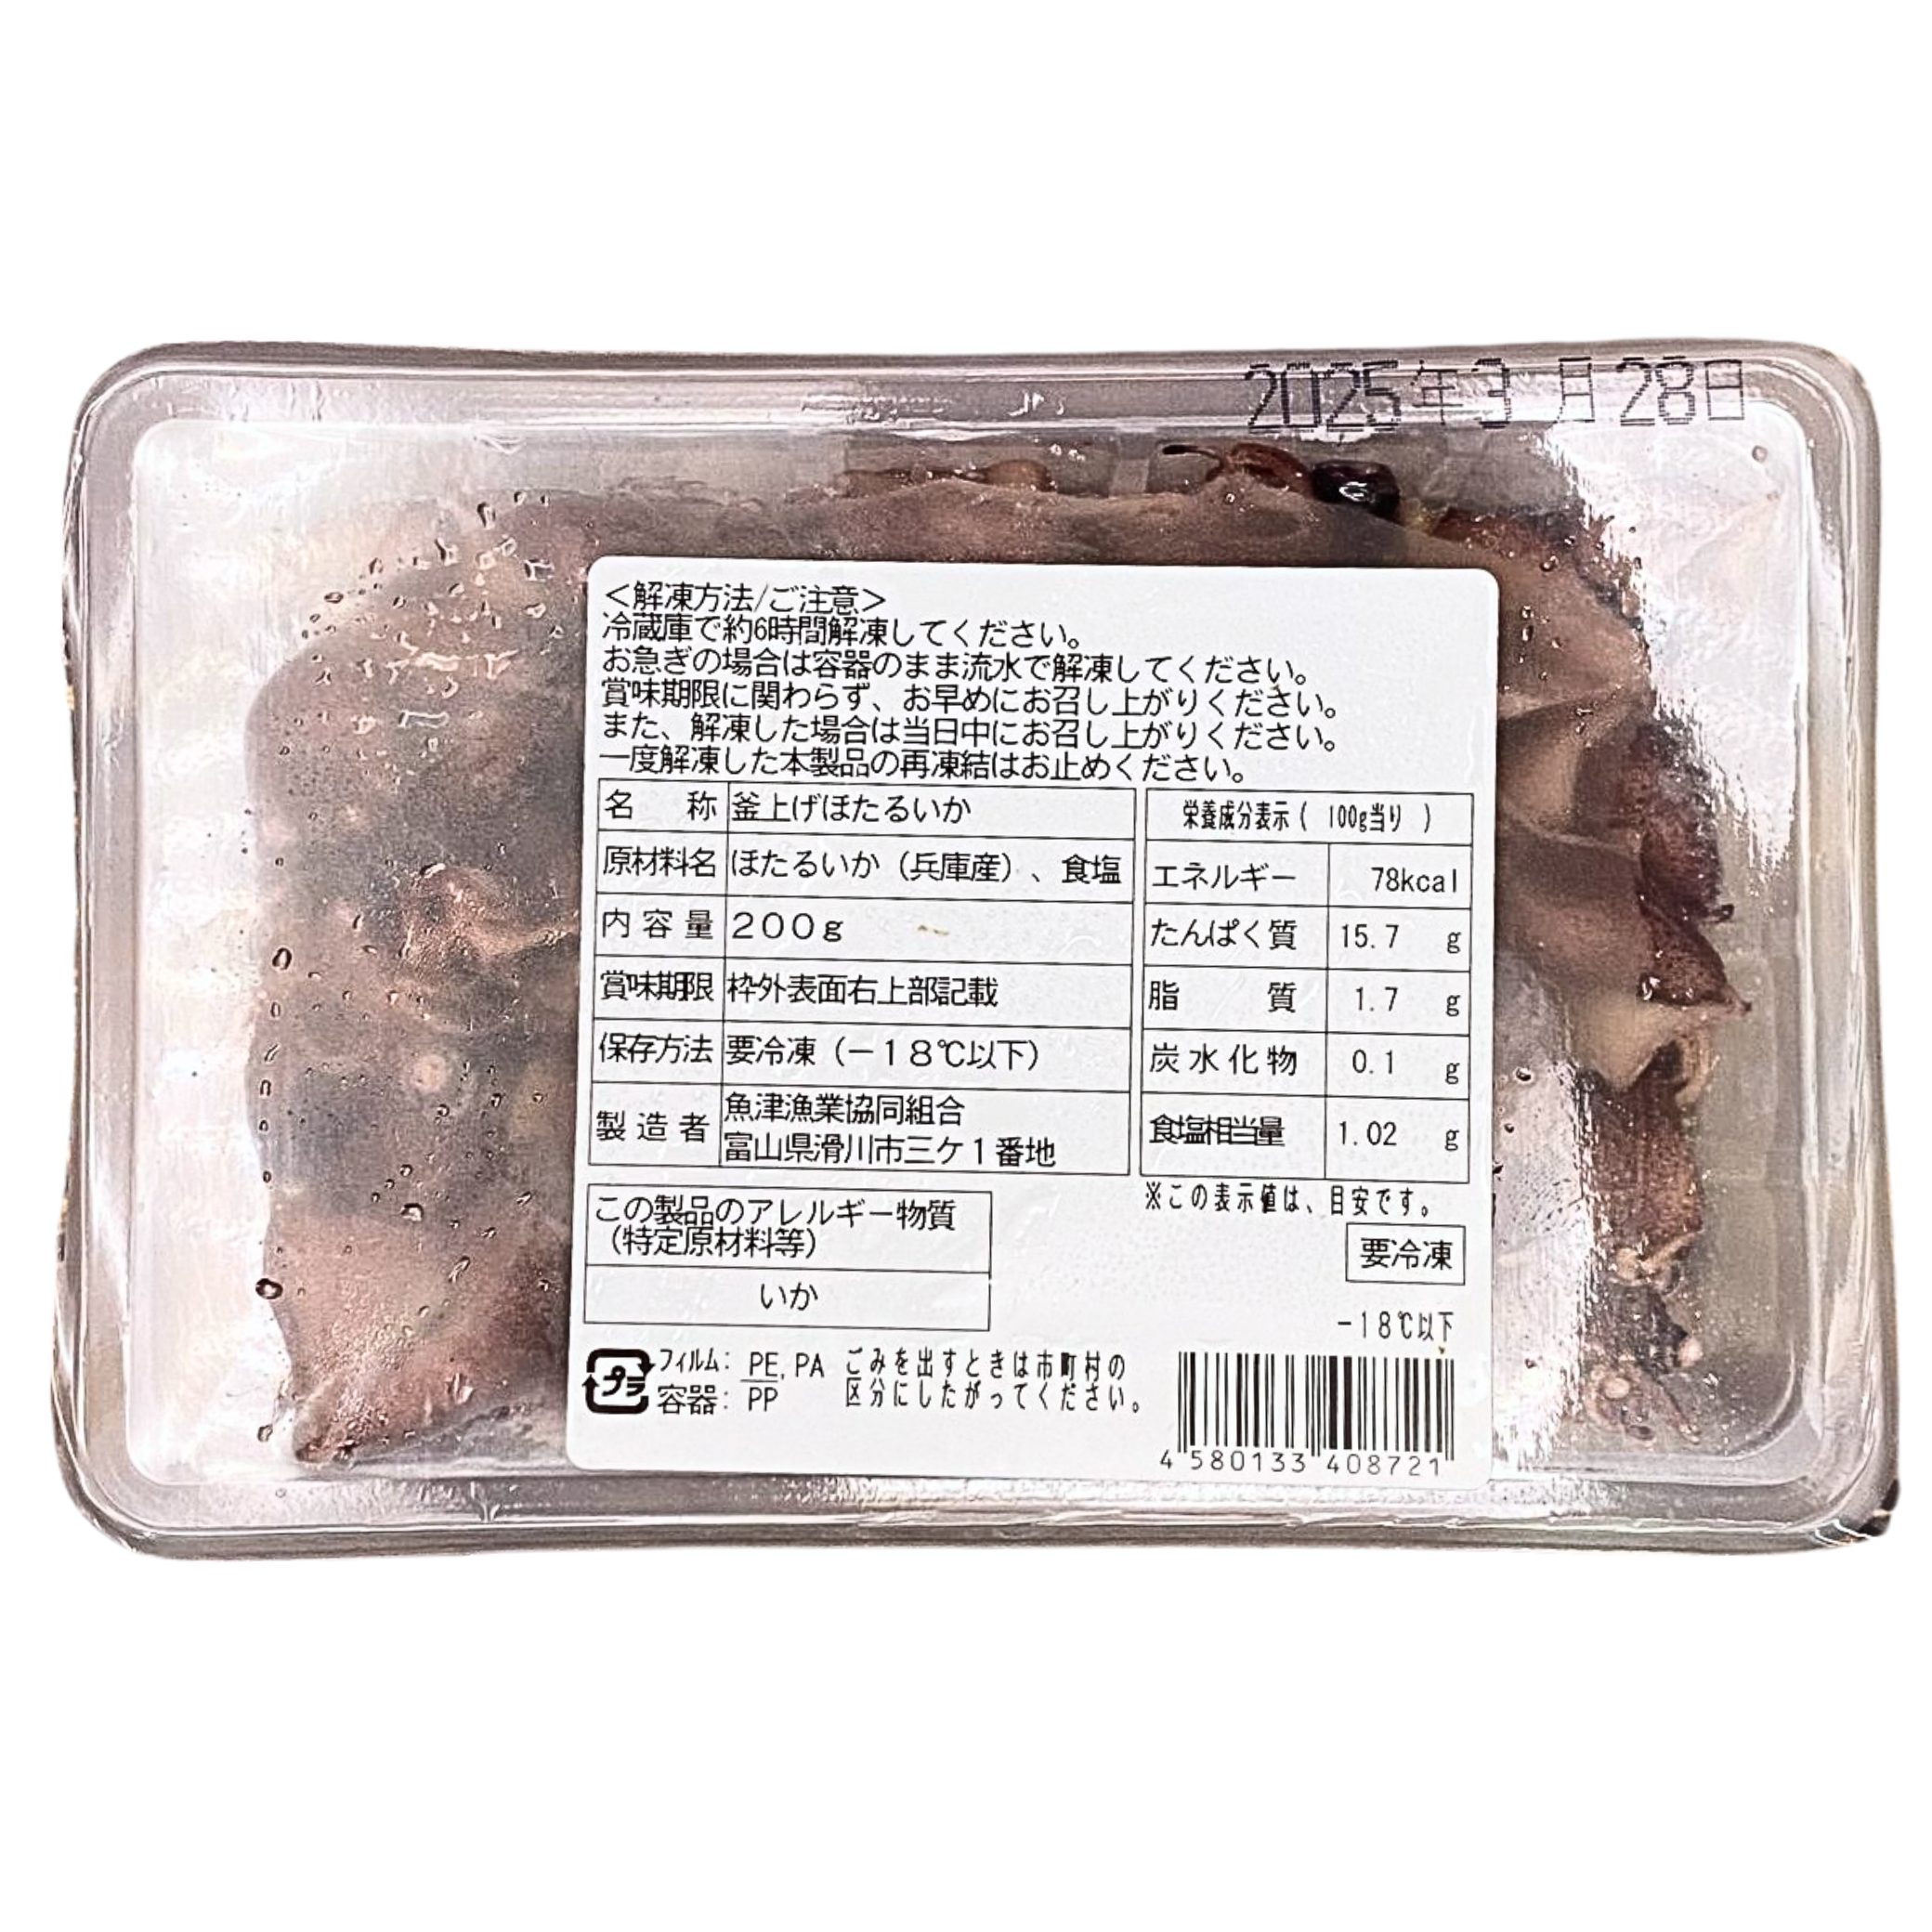 2025年3月28日
＜解凍方法/ご注意＞
冷蔵庫で約6時間解凍してください。
お急ぎの場合は容器のまま流水で解凍してください。
賞味期限に関わらず、お早めにお召し上がりください。
また、解凍した場合は当日中にお召し上がりください。
一度解凍した本製品の再凍結はお止めください。
名称 釜上げほたるいか
原材料名 ほたるいか（兵庫産）、食塩
内容量 200g
賞味期限 枠外表面右上部記載
保存方法 要冷凍（－18℃以下）
製造者 魚津漁業協同組合
富山県滑川市三ケ1番地
栄養成分表示（ 100g当り ）
エネルギー 78kcal
たんぱく質 15.7 g
脂質 1.7 g
炭水化物 0.1 g
食塩相当量 1.02 g
※この表示値は、目安です。
この製品のアレルギー物質
（特定原材料等）
いか
要冷凍
－18℃以下
プラ
フィルム：PE,PA
容器：PP
ごみを出すときは市町村の
区分にしたがってください。
4 580133 408721